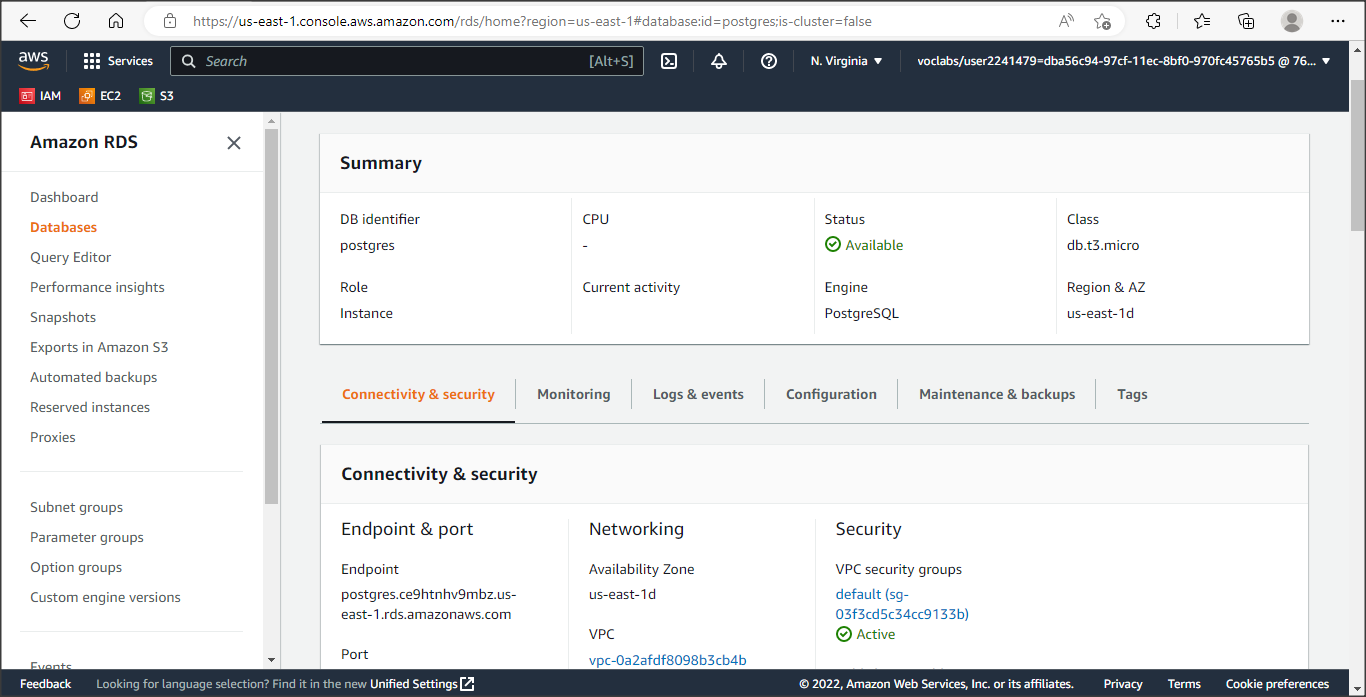 https://us-east-1.console.aws.amazon.com/rds/home?region=us-east-1#database:id=postgres;is-cluster=false
aws
Services
Search
[Alt+S]
N. Virginia
voclabs/user2241479=dba56c94-97cf-11ec-8bf0-970fc45765b5 @ 76...
IAM
EC2
S3
Amazon RDS
Dashboard
Databases
Query Editor
Performance insights
Snapshots
Exports in Amazon S3
Automated backups
Reserved instances
Proxies
Subnet groups
Parameter groups
Option groups
Custom engine versions
Events
Summary
DB identifier
postgres
CPU
-
Status
Available
Class
db.t3.micro
Role
Instance
Current activity
Engine
PostgreSQL
Region & AZ
us-east-1d
Connectivity & security
Monitoring
Logs & events
Configuration
Maintenance & backups
Tags
Connectivity & security
Endpoint & port
Endpoint
postgres.ce9htnhv9mbz.us-
east-1.rds.amazonaws.com
Port
Networking
Availability Zone
us-east-1d
VPC
vpc-0a2afdf8098b3cb4b
Security
VPC security groups
default (sg-
03f3cd5c34cc9133b)
Active
Feedback
Looking for language selection? Find it in the new Unified Settings
© 2022, Amazon Web Services, Inc. or its affiliates.
Privacy
Terms
Cookie preferences